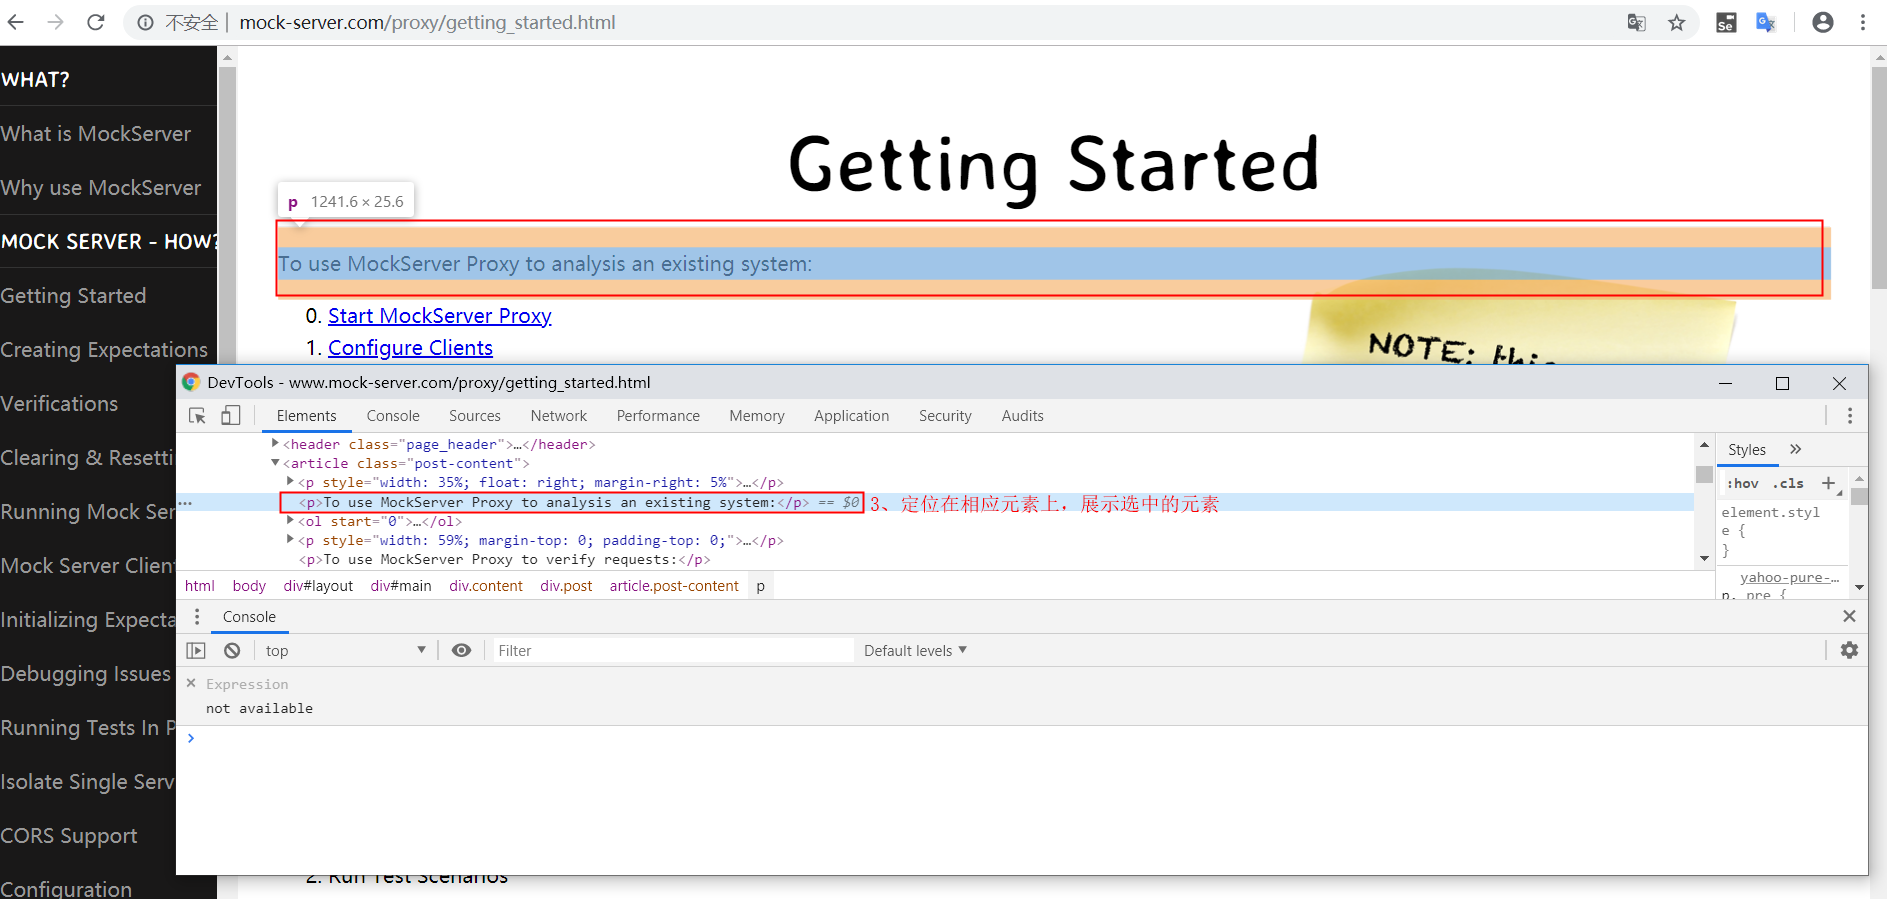 不安全 | mock-server.com/proxy/getting_started.html
WHAT?
What is MockServer
Why use MockServer
MOCK SERVER - HOW?
Getting Started
Creating Expectations
Verifications
Clearing & Resetti
Running Mock Ser
Mock Server Clien
Initializing Expecta
Debugging Issues
Running Tests In P
Isolate Single Serv
CORS Support
Configuration
Getting Started
p 1241.6 × 25.6
To use MockServer Proxy to analysis an existing system:
0. Start MockServer Proxy
1. Configure Clients
NOTE: this
DevTools - www.mock-server.com/proxy/getting_started.html
Elements Console Sources Network Performance Memory Application Security Audits
<header class="page_header">…</header>
<article class="post-content">
<p style="width: 35%; float: right; margin-right: 5%">…</p>
<p>To use MockServer Proxy to analysis an existing system:</p> == $0
3、定位在相应元素上，展示选中的元素
<ol start="0">…</ol>
<p style="width: 59%; margin-top: 0; padding-top: 0;">…</p>
<p>To use MockServer Proxy to verify requests:</p>
html body div#layout div#main div.content div.post article.post-content p
Styles »
:hov .cls +
element.styl
e {
}
yahoo-pure-…
p, pre {
Console
top Filter Default levels
Expression
not available
2. Run Test Scenarios